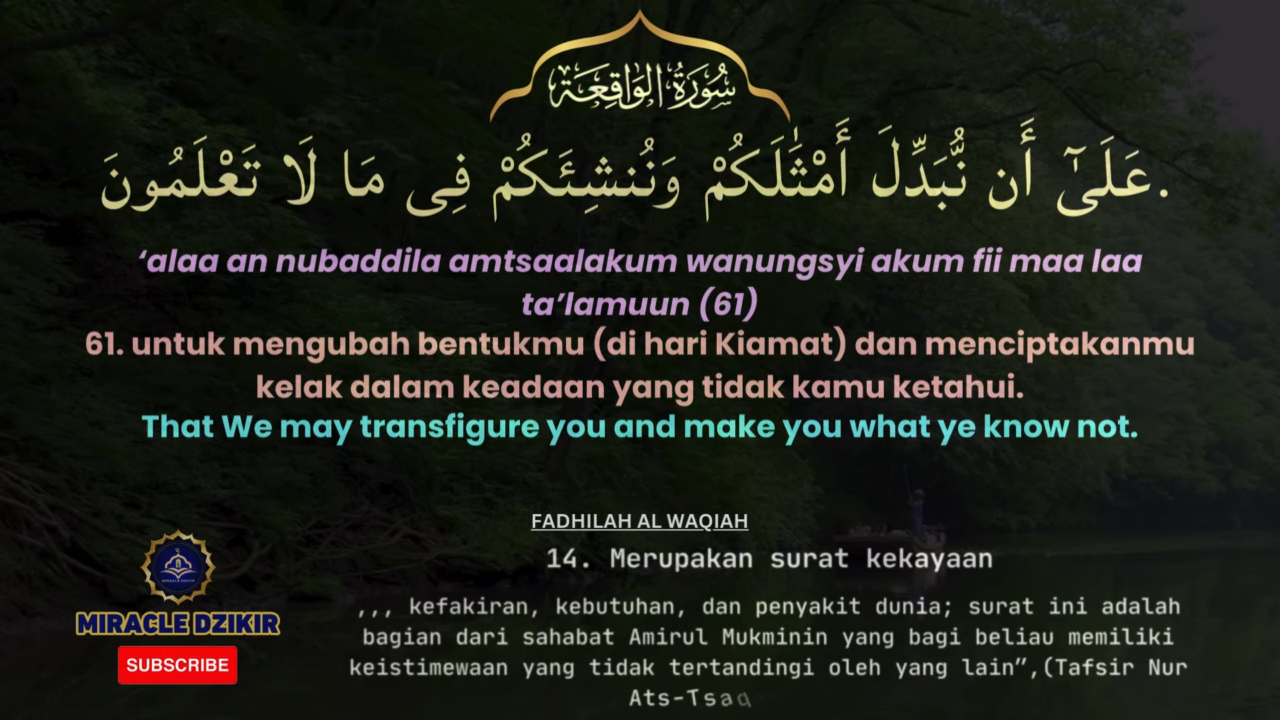 سُورَةُ الوَاقِعَة
عَلَىٰٓ أَن نُّبَدِّلَ أَمْثَٰلَكُمْ وَنُنشِئَكُمْ فِى مَا لَا تَعْلَمُونَ.
‘alaa an nubaddila amtsaalakum wanungsyi akum fii maa laa
ta’lamuun (61)
61. untuk mengubah bentukmu (di hari Kiamat) dan menciptakanmu
kelak dalam keadaan yang tidak kamu ketahui.
That We may transfigure you and make you what ye know not.
FADHILAH AL WAQIAH
14. Merupakan surat kekayaan
,,, kefakiran, kebutuhan, dan penyakit dunia; surat ini adalah
bagian dari sahabat Amirul Mukminin yang bagi beliau memiliki
keistimewaan yang tidak tertandingi oleh yang lain”,(Tafsir Nur
Ats-Tsaq
MIRACLE DZIKIR
MIRACLE DZIKIR
SUBSCRIBE